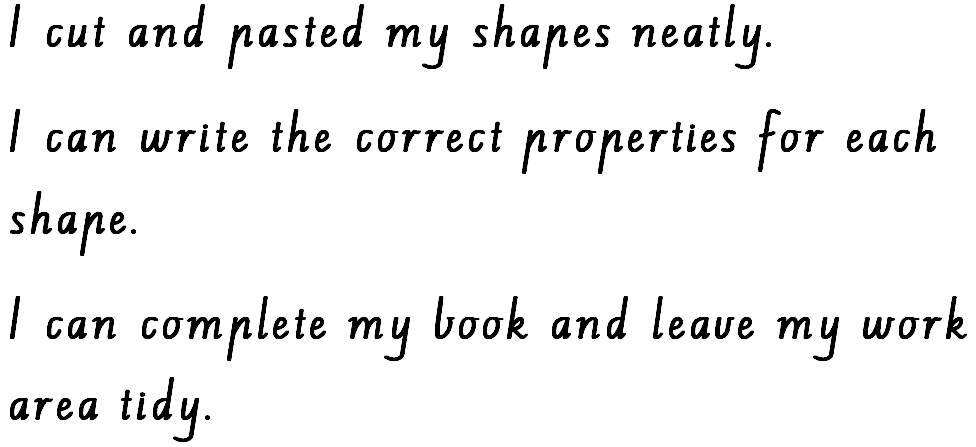 I cut and pasted my shapes neatly.
I can write the correct properties for each
shape.
I can complete my book and leave my work
area tidy.